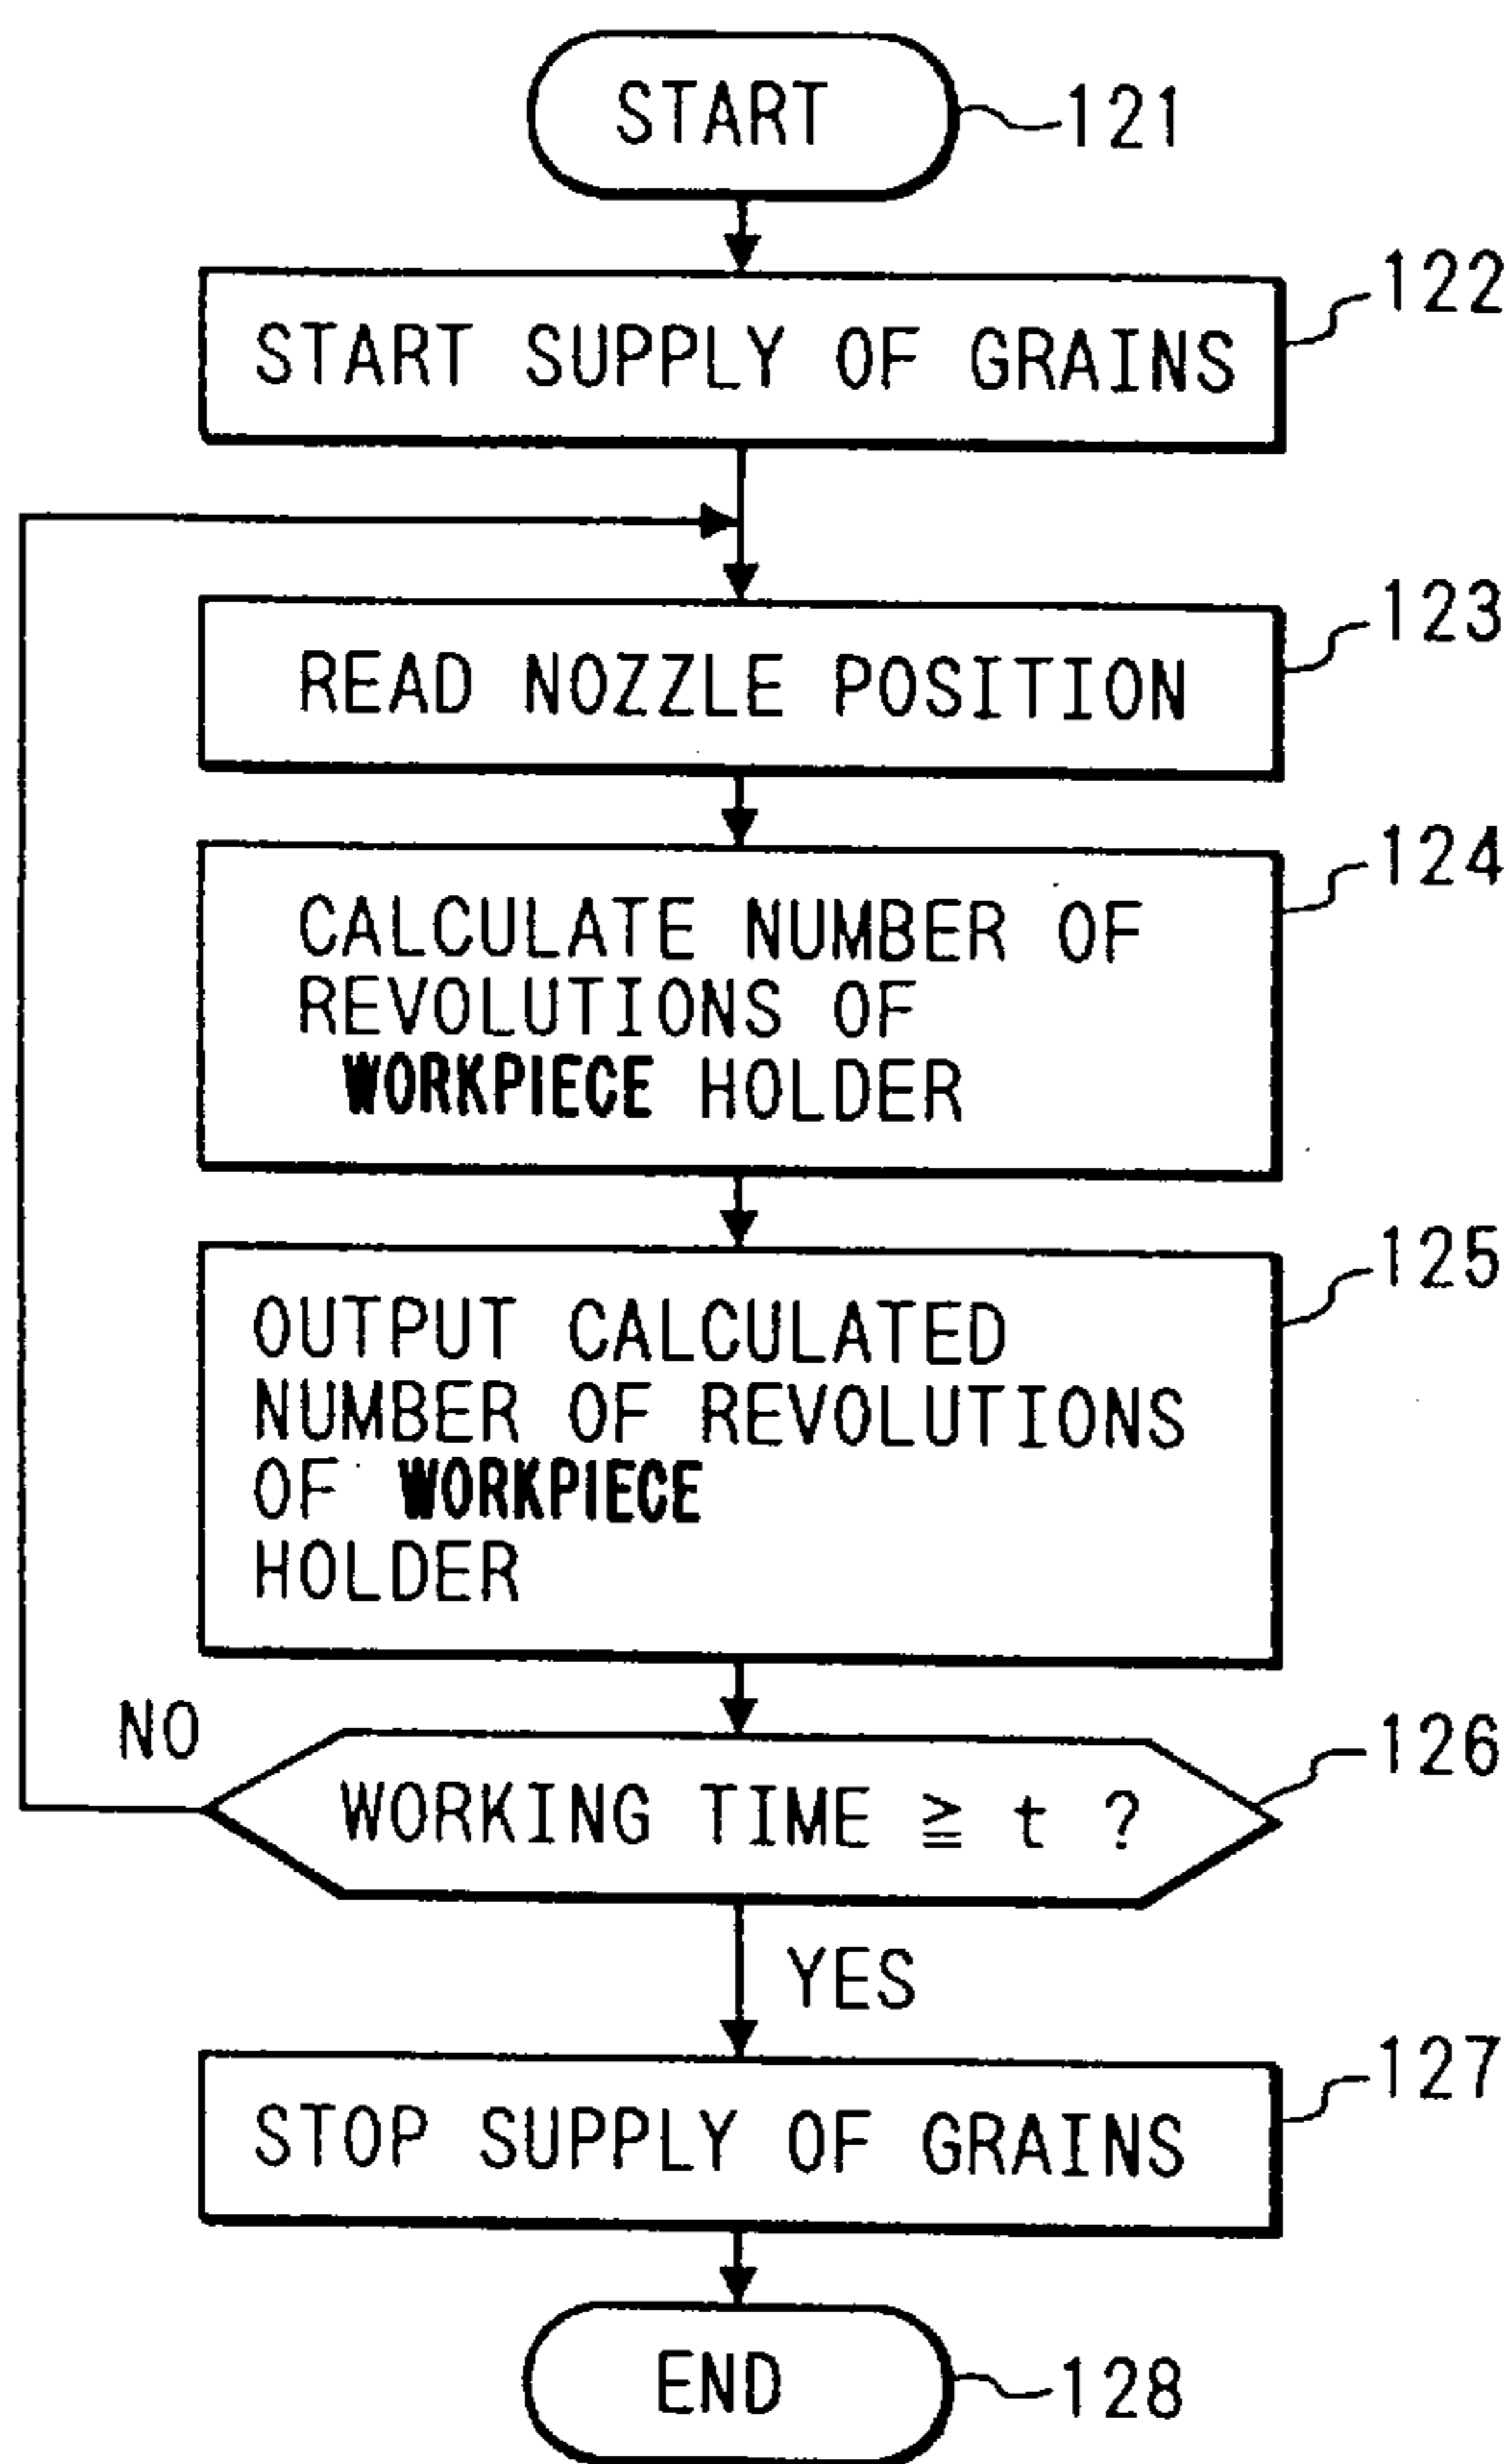 START
121
122
START SUPPLY OF GRAINS
123
READ NOZZLE POSITION
124
CALCULATE NUMBER OF
REVOLUTIONS OF
WORKPIECE HOLDER
125
OUTPUT CALCULATED
NUMBER OF REVOLUTIONS
OF WORKPIECE
HOLDER
NO
126
WORKING TIME ≧ t ?
YES
127
STOP SUPPLY OF GRAINS
END
128